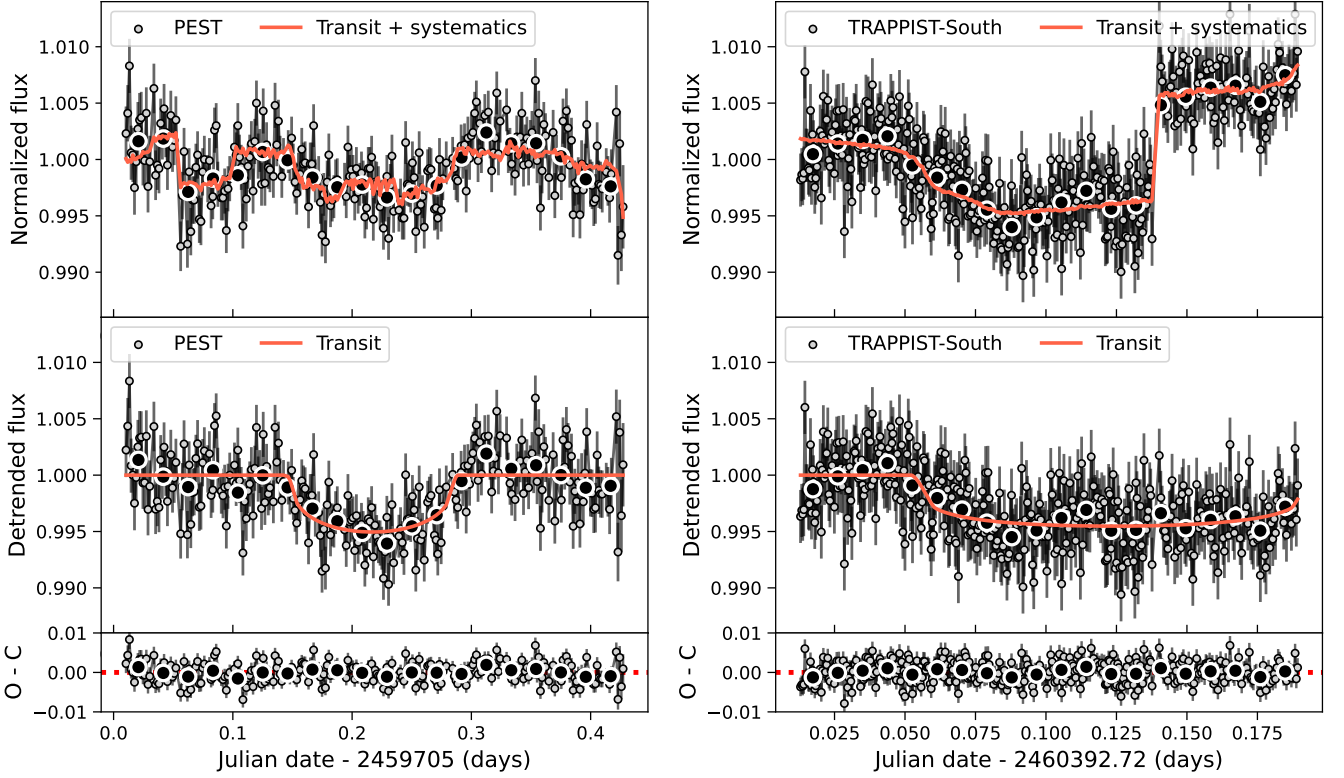 PEST Transit + systematics
Normalized flux
1.010
1.005
1.000
0.995
0.990
TRAPPIST-South Transit + systematics
Normalized flux
1.010
1.005
1.000
0.995
0.990
PEST Transit
Detrended flux
1.010
1.005
1.000
0.995
0.990
TRAPPIST-South Transit
Detrended flux
1.010
1.005
1.000
0.995
0.990
O - C
0.01
0.00
−0.01
0.0 0.1 0.2 0.3 0.4
Julian date - 2459705 (days)
O - C
0.01
0.00
−0.01
0.025 0.050 0.075 0.100 0.125 0.150 0.175
Julian date - 2460392.72 (days)